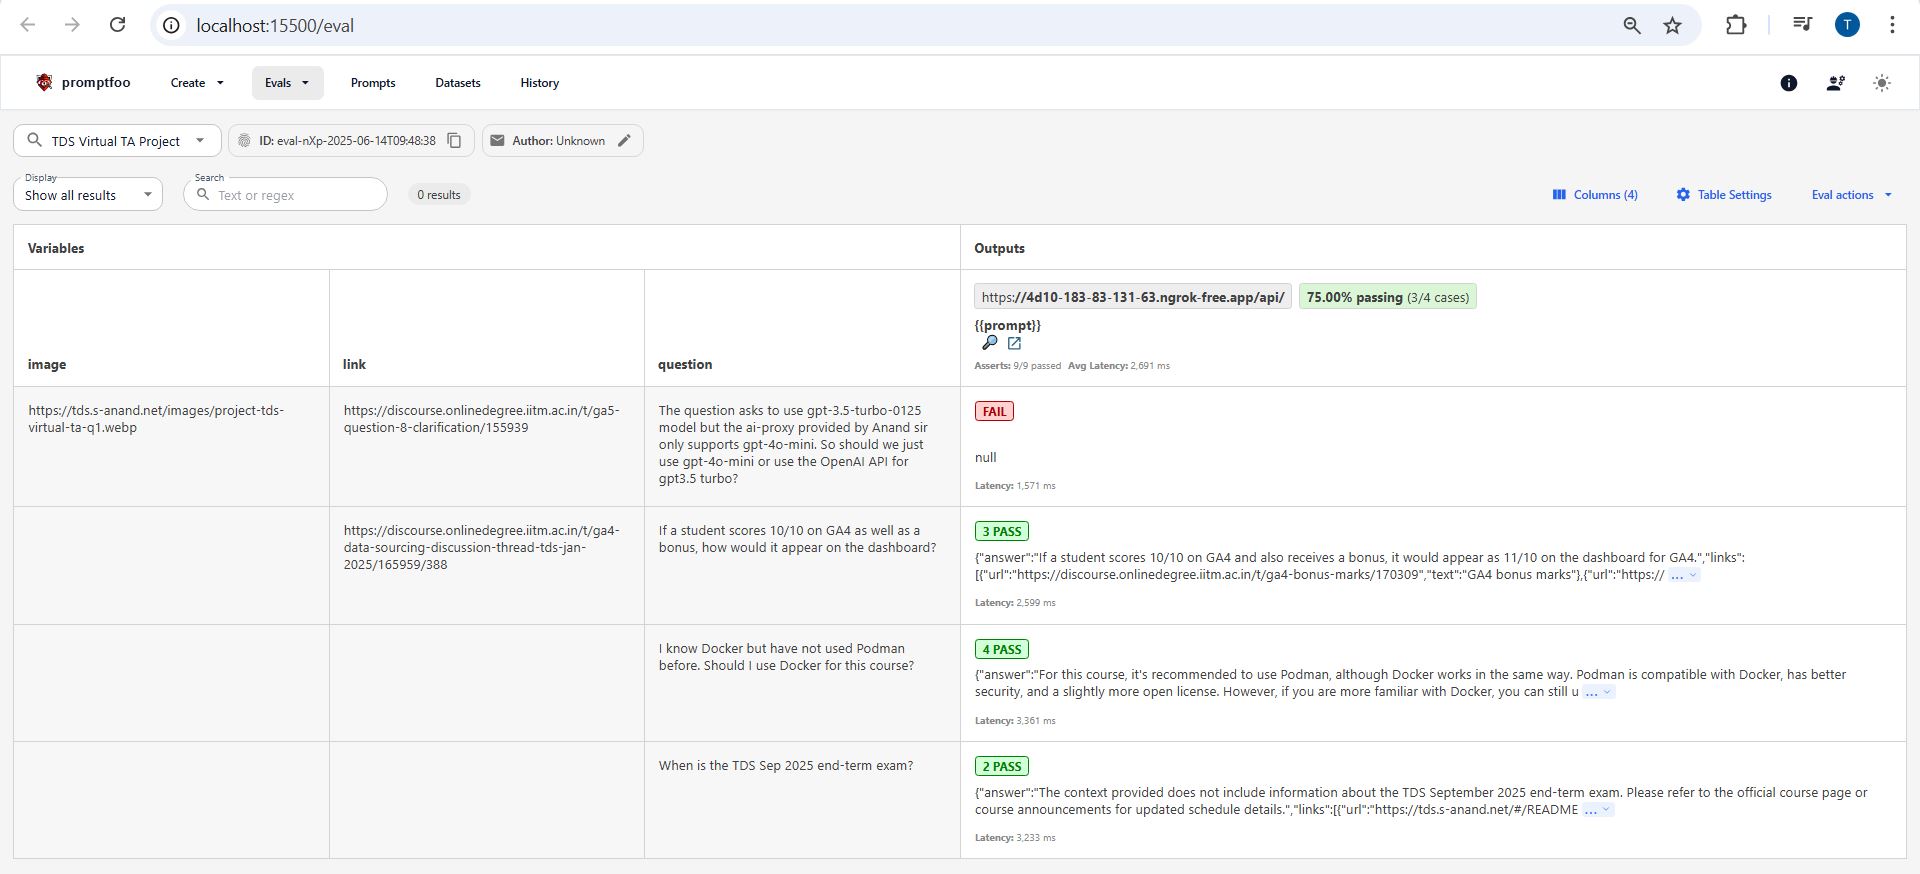 localhost:15500/eval
T
promptfoo
Create
Evals
Prompts
Datasets
History
TDS Virtual TA Project
ID: eval-nXp-2025-06-14T09:48:38
Author: Unknown
Display
Show all results
Search
Text or regex
0 results
Columns (4)
Table Settings
Eval actions
Variables
Outputs
image
link
question
https://4d10-183-83-131-63.ngrok-free.app/api/
75.00% passing (3/4 cases)
{{prompt}}
Asserts: 9/9 passed Avg Latency: 2,691 ms
https://tds.s-anand.net/images/project-tds-
virtual-ta-q1.webp
https://discourse.onlinedegree.iitm.ac.in/t/ga5-
question-8-clarification/155939
The question asks to use gpt-3.5-turbo-0125
model but the ai-proxy provided by Anand sir
only supports gpt-4o-mini. So should we just
use gpt-4o-mini or use the OpenAI API for
gpt3.5 turbo?
FAIL
null
Latency: 1,571 ms
https://discourse.onlinedegree.iitm.ac.in/t/ga4-
data-sourcing-discussion-thread-tds-jan-
2025/165959/388
If a student scores 10/10 on GA4 as well as a
bonus, how would it appear on the dashboard?
3 PASS
{"answer":"If a student scores 10/10 on GA4 and also receives a bonus, it would appear as 11/10 on the dashboard for GA4.","links":
[{"url":"https://discourse.onlinedegree.iitm.ac.in/t/ga4-bonus-marks/170309","text":"GA4 bonus marks"},{"url":"https:// ...
Latency: 2,599 ms
I know Docker but have not used Podman
before. Should I use Docker for this course?
4 PASS
{"answer":"For this course, it's recommended to use Podman, although Docker works in the same way. Podman is compatible with Docker, has better
security, and a slightly more open license. However, if you are more familiar with Docker, you can still u ...
Latency: 3,361 ms
When is the TDS Sep 2025 end-term exam?
2 PASS
{"answer":"The context provided does not include information about the TDS September 2025 end-term exam. Please refer to the official course page or
course announcements for updated schedule details.","links":[{"url":"https://tds.s-anand.net/#/README ...
Latency: 3,233 ms